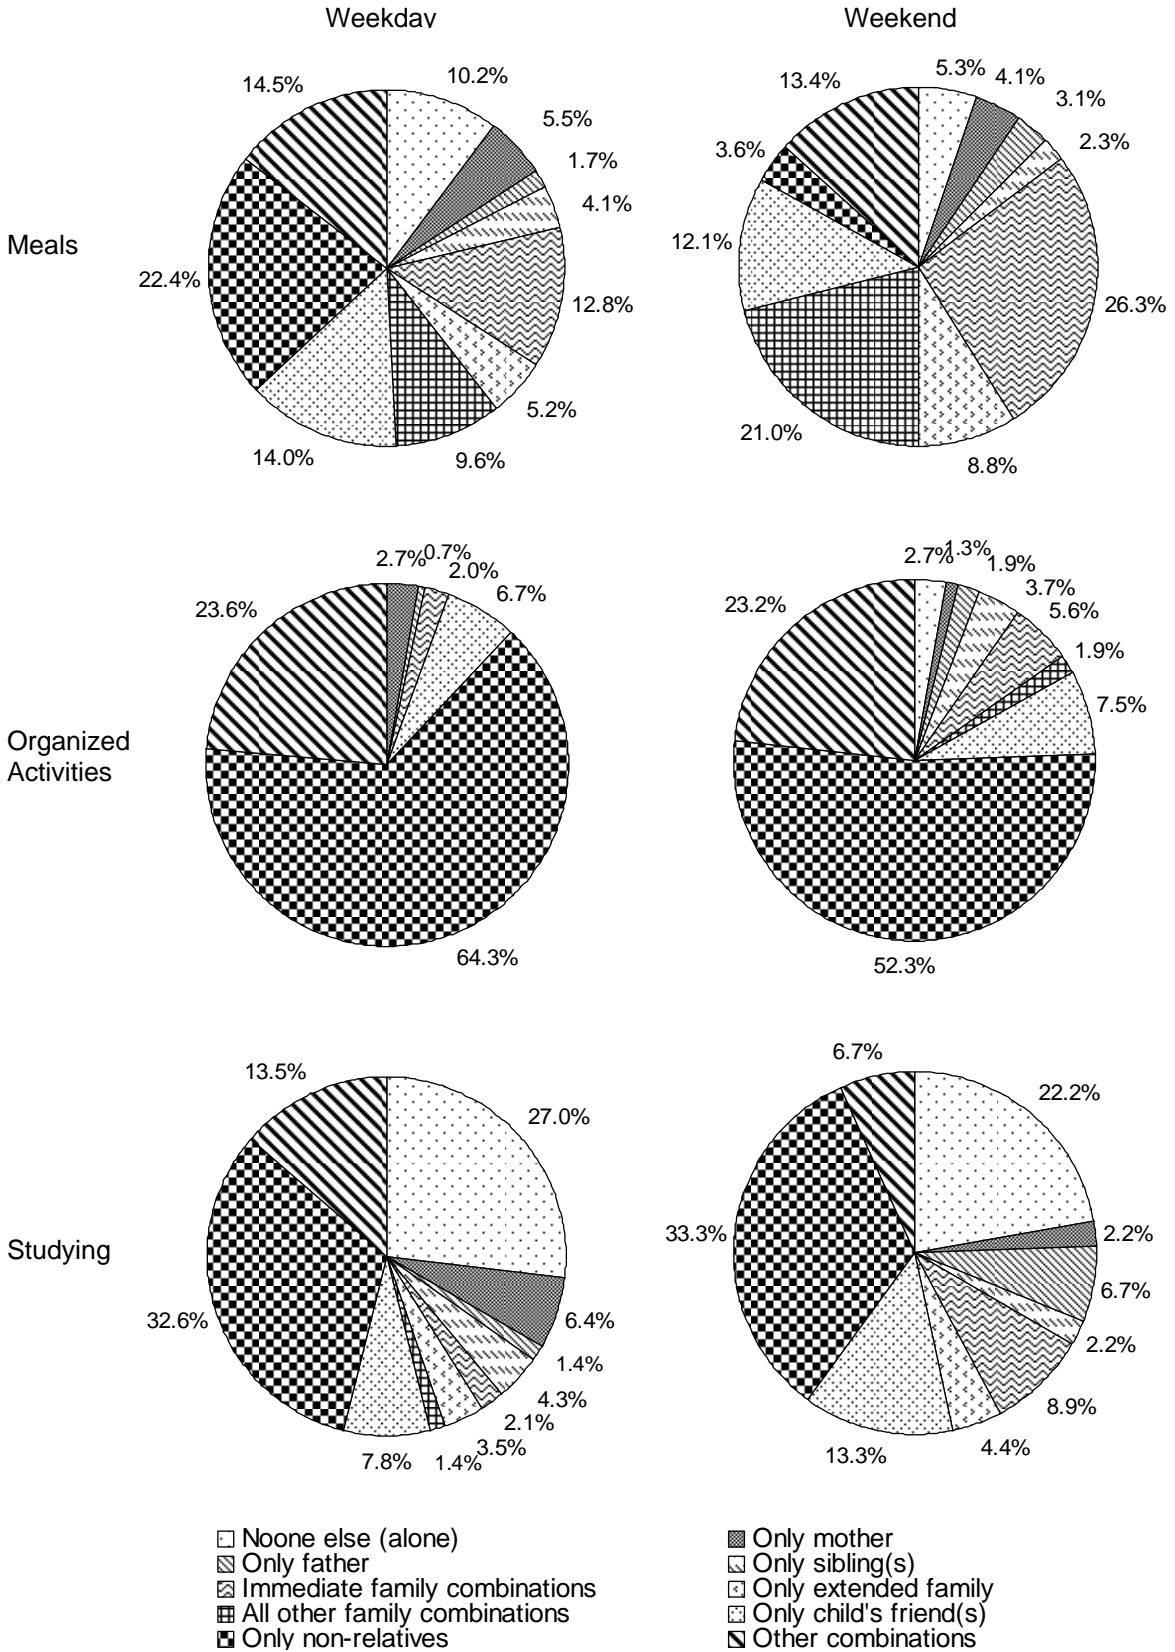 Weekdav Weekend
14.5% 10.2% 5.5% 1.7% 4.1% 12.8% 5.2% 9.6% 14.0% 22.4%
Meals
13.4% 5.3% 4.1% 3.1% 2.3% 26.3% 8.8% 21.0% 12.1% 3.6%
23.6% 2.7% 0.7% 2.0% 6.7% 64.3%
Organized
Activities
23.2% 2.7% 1.3% 1.9% 3.7% 5.6% 1.9% 7.5% 52.3%
13.5% 27.0% 6.4% 1.4% 4.3% 2.1% 3.5% 1.4% 7.8% 32.6%
Studying
6.7% 22.2% 2.2% 6.7% 2.2% 8.9% 4.4% 13.3% 33.3%
Noone else (alone) Only mother
Only father Only sibling(s)
Immediate family combinations Only extended family
All other family combinations Only child's friend(s)
Only non-relatives Other combinations